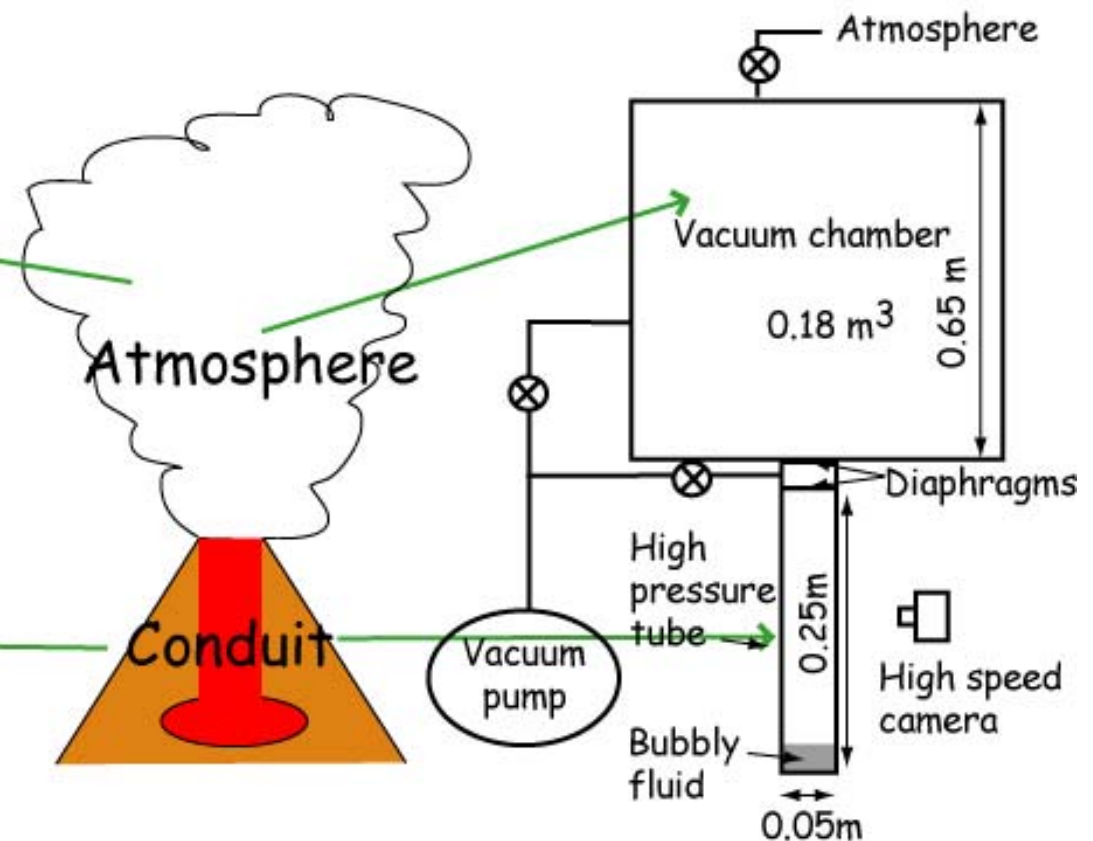 Atmosphere
Atmosphere
Conduit
Vacuum chamber
0.18 m³
0.65 m
Diaphragms
High
pressure
tube
0.25m
Vacuum
pump
High speed
camera
Bubbly
fluid
0.05m